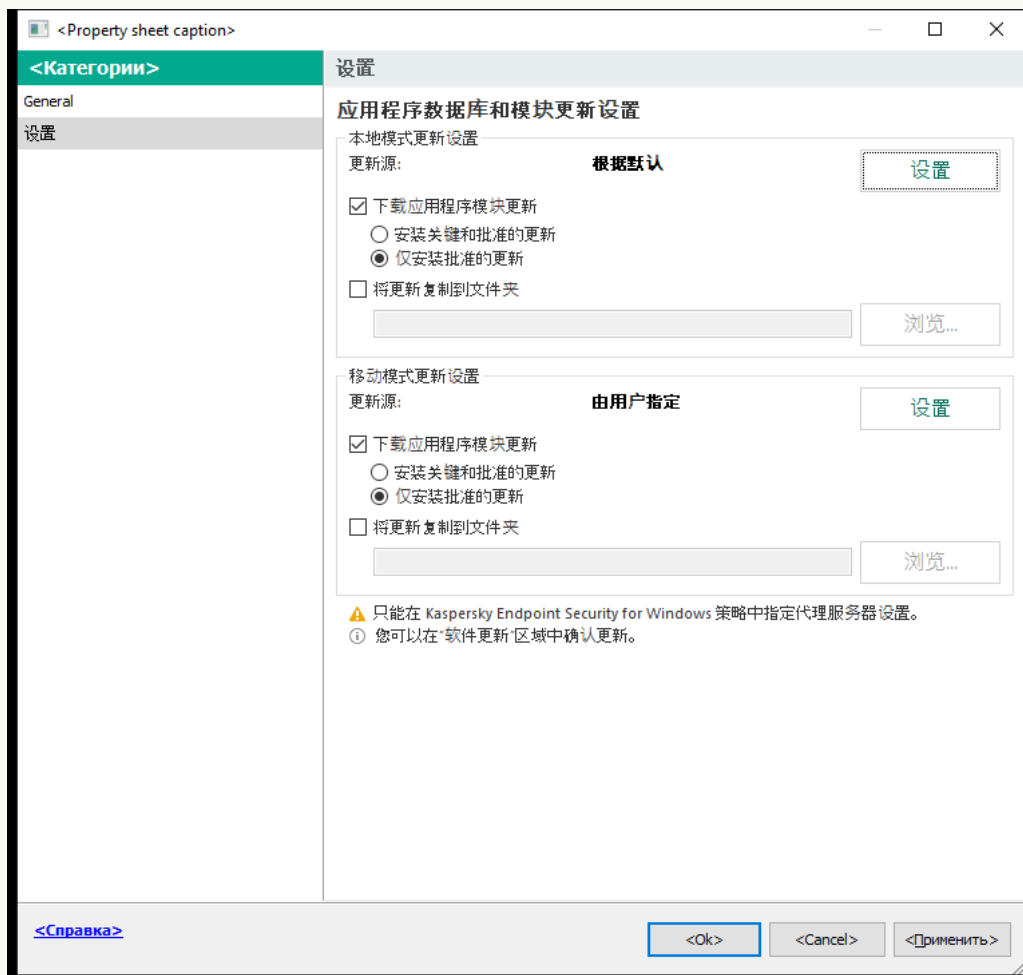 <Property sheet caption>
<Категории>
General
设置
设置
应用程序数据库和模块更新设置
本地模式更新设置
更新源:
根据默认
设置
下载应用程序模块更新
安装关键和批准的更新
仅安装批准的更新
将更新复制到文件夹
浏览...
移动模式更新设置
更新源:
由用户指定
设置
下载应用程序模块更新
安装关键和批准的更新
仅安装批准的更新
将更新复制到文件夹
浏览...
只能在 Kaspersky Endpoint Security for Windows 策略中指定代理服务器设置。
您可以在"软件更新"区域中确认更新。
<Справка>
<Ok>
<Cancel>
<Применить>